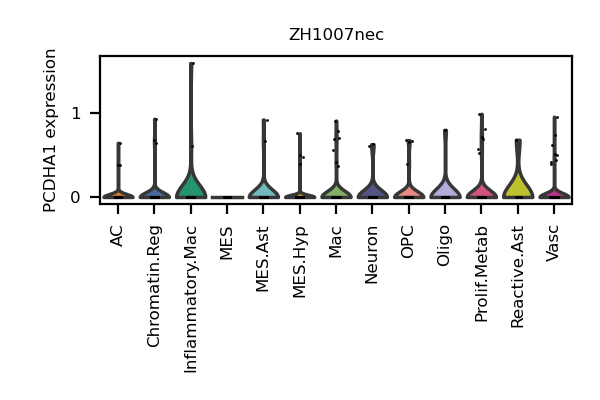 ZH1007nec
PCDHA1 expression
1
0
AC
Chromatin.Reg
Inflammatory.Mac
MES
MES.Ast
MES.Hyp
Mac
Neuron
OPC
Oligo
Prolif.Metab
Reactive.Ast
Vasc